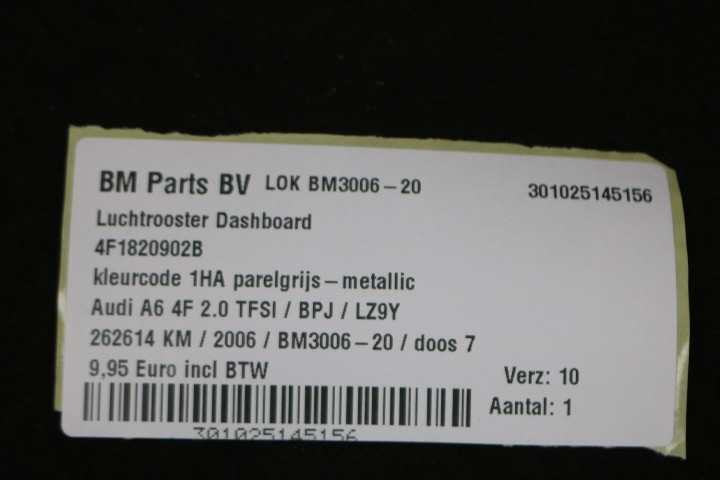 BM Parts BV LOK BM3006-20 301025145156
Luchtrooster Dashboard
4F1820902B
kleurcode 1HA parelgrijs-metallic
Audi A6 4F 2.0 TFSI / BPJ / LZ9Y
262614 KM / 2006 / BM3006-20 / doos 7
9,95 Euro incl BTW
Verz: 10
Aantal: 1
301025145156